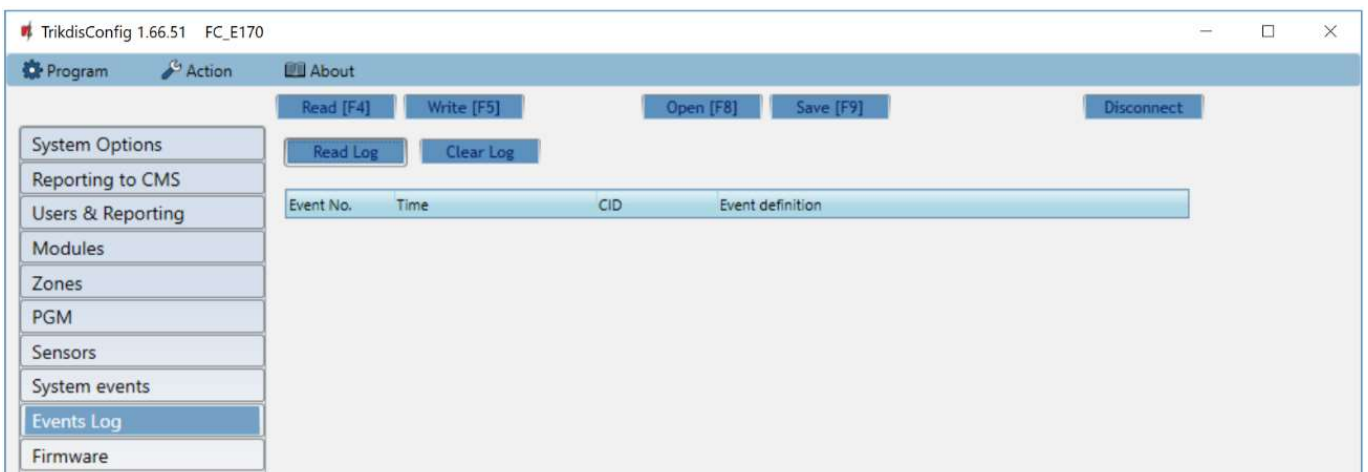 TrikdisConfig 1.66.51 FC_E170
Program Action About
Read [F4] Write [F5] Open [F8] Save [F9] Disconnect
System Options
Read Log Clear Log
Reporting to CMS
Users & Reporting
Event No. Time CID Event definition
Modules
Zones
PGM
Sensors
System events
Events Log
Firmware